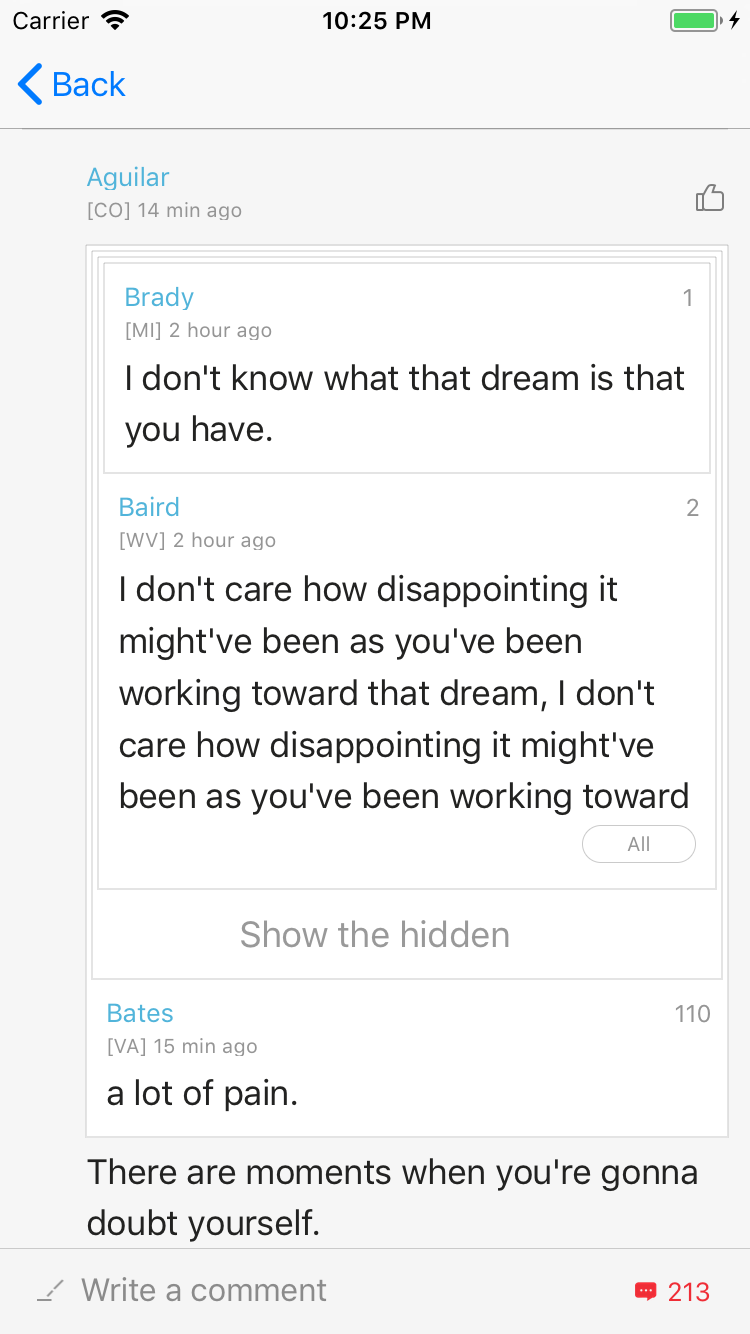 Carrier 10:25 PM
Back
Aguilar
[CO] 14 min ago
Brady 1
[MI] 2 hour ago
I don't know what that dream is that
you have.
Baird 2
[WV] 2 hour ago
I don't care how disappointing it
might've been as you've been
working toward that dream, I don't
care how disappointing it might've
been as you've been working toward
All
Show the hidden
Bates 110
[VA] 15 min ago
a lot of pain.
There are moments when you're gonna
doubt yourself.
Write a comment 213